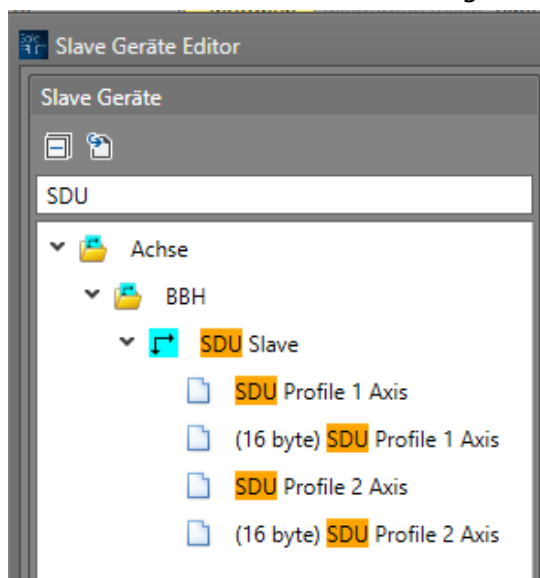 Slave Geräte Editor
Slave Geräte
SDU
Achse
BBH
SDU Slave
SDU Profile 1 Axis
(16 byte) SDU Profile 1 Axis
SDU Profile 2 Axis
(16 byte) SDU Profile 2 Axis